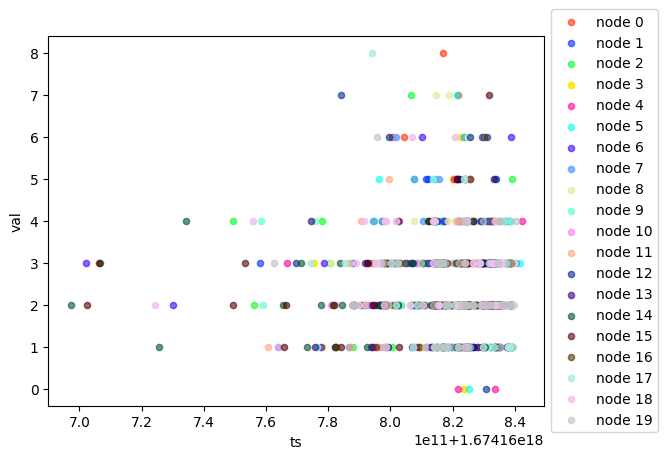 8
7
6
5
4
3
2
1
0
val
7.0 7.2 7.4 7.6 7.8 8.0 8.2 8.4
ts
1e11+1.67416e18
node 0
node 1
node 2
node 3
node 4
node 5
node 6
node 7
node 8
node 9
node 10
node 11
node 12
node 13
node 14
node 15
node 16
node 17
node 18
node 19